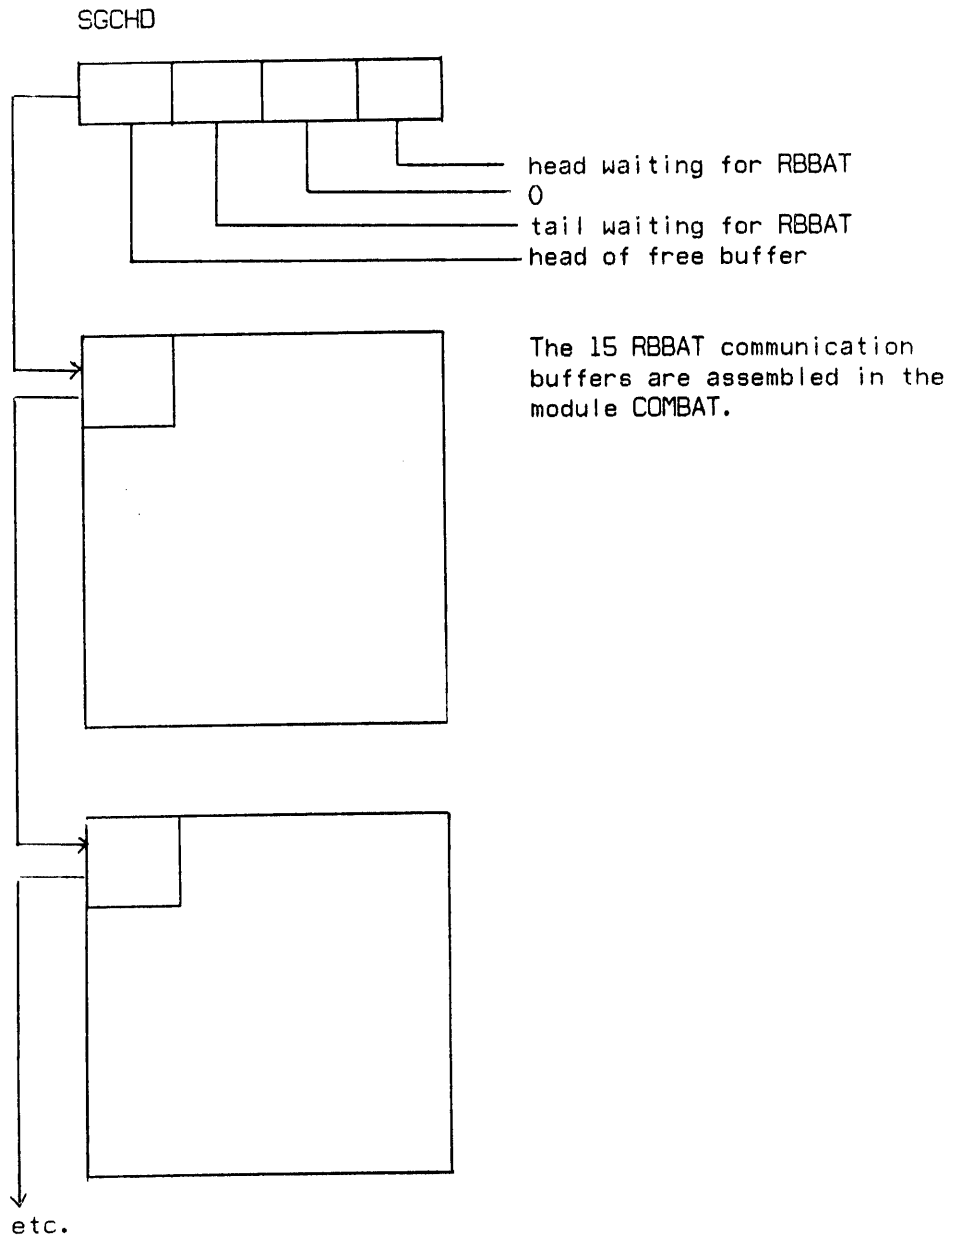 SGCHD
head waiting for RBBAT
0
tail waiting for RBBAT
head of free buffer
The 15 RBBAT communication
buffers are assembled in the
module COMBAT.
etc.